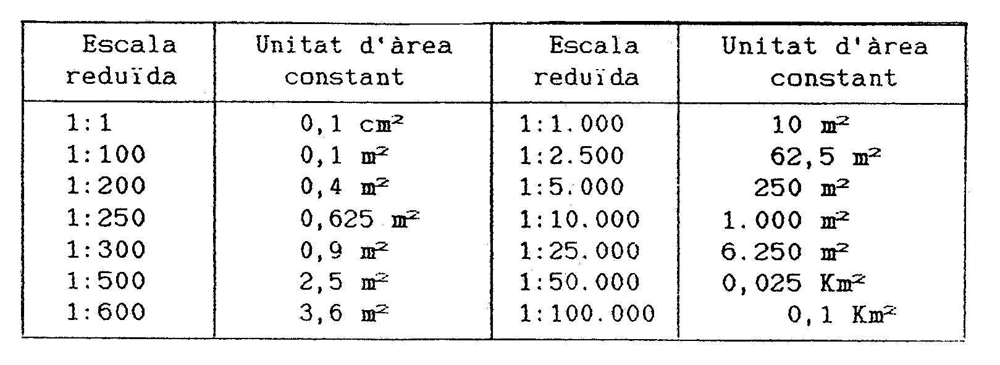 Escala reduïda | Unitat d'àrea constant | Escala reduïda | Unitat d'àrea constant
1:1 | 0,1 cm² | 1:1.000 | 10 m²
1:100 | 0,1 m² | 1:2.500 | 62,5 m²
1:200 | 0,4 m² | 1:5.000 | 250 m²
1:250 | 0,625 m² | 1:10.000 | 1.000 m²
1:300 | 0,9 m² | 1:25.000 | 6.250 m²
1:500 | 2,5 m² | 1:50.000 | 0,025 Km²
1:600 | 3,6 m² | 1:100.000 | 0,1 Km²